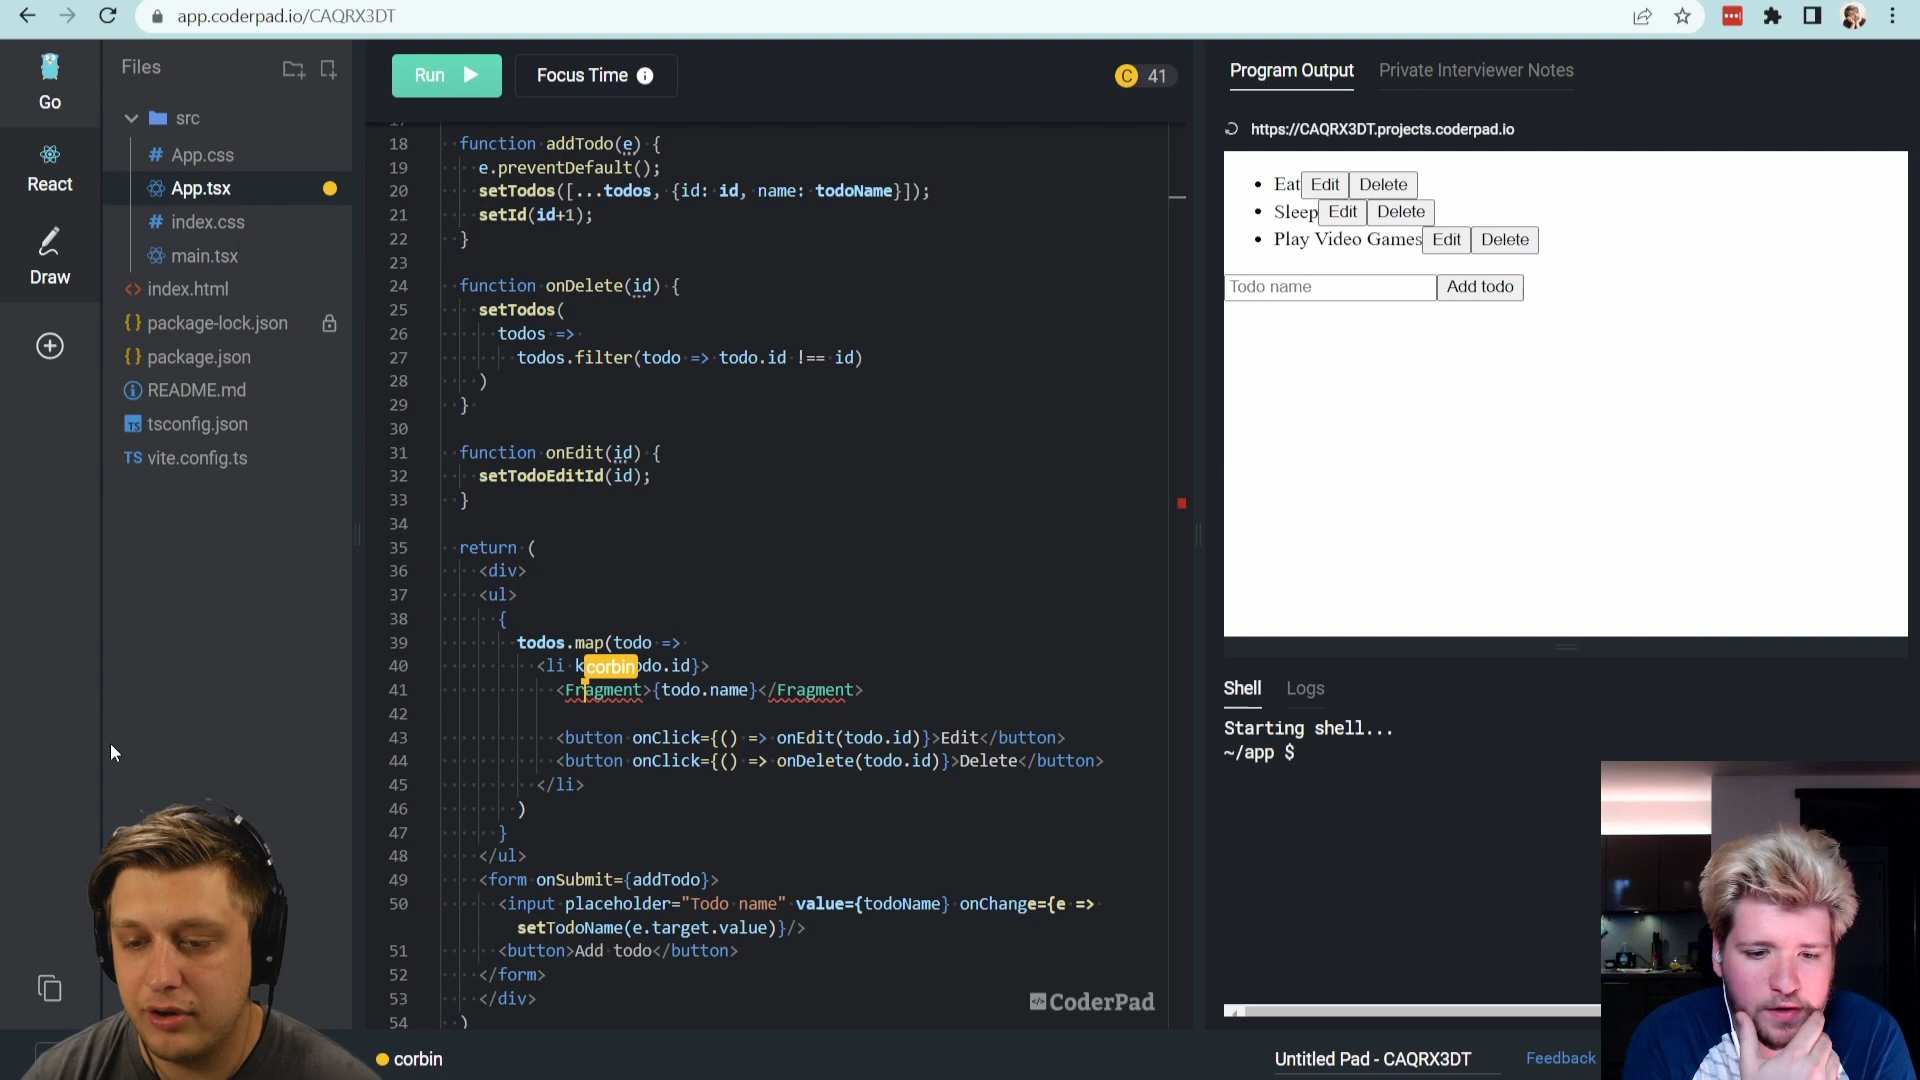 app.coderpad.io/CAQRX3DT
Go
React
Draw
Files
src
App.css
App.tsx
index.css
main.tsx
index.html
package-lock.json
package.json
README.md
tsconfig.json
vite.config.ts
Run
Focus Time
C 41
18 function addTodo(e) {
19 e.preventDefault();
20 setTodos([...todos, {id: id, name: todoName}]);
21 setId(id+1);
22 }
23
24 function onDelete(id) {
25 setTodos(
26 todos =>
27 todos.filter(todo => todo.id !== id)
28 )
29 }
30
31 function onEdit(id) {
32 setTodoEditId(id);
33 }
34
35 return (
36 <div>
37 <ul>
38 {
39 todos.map(todo =>
40 <li k corbin odo.id}>
41 <Fragment>{todo.name}</Fragment>
42
43 <button onClick={() => onEdit(todo.id)}>Edit</button>
44 <button onClick={() => onDelete(todo.id)}>Delete</button>
45 </li>
46 )
47 }
48 </ul>
49 <form onSubmit={addTodo}>
50 <input placeholder="Todo name" value={todoName} onChange={e =>
setTodoName(e.target.value)}/>
51 <button>Add todo</button>
52 </form>
53 </div>
54 )
CoderPad
corbin
Program Output
Private Interviewer Notes
https://CAQRX3DT.projects.coderpad.io
Eat Edit Delete
Sleep Edit Delete
Play Video Games Edit Delete
Todo name Add todo
Shell Logs
Starting shell...
~/app $
Untitled Pad - CAQRX3DT
Feedback